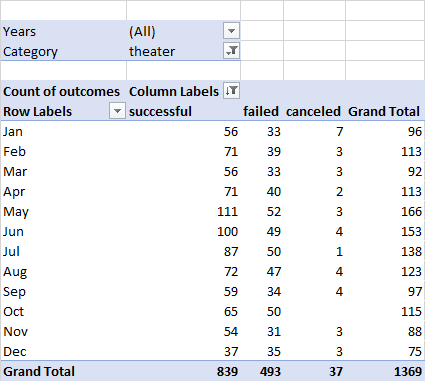 Years (All)
Category theater
Count of outcomes Column Labels
Row Labels successful failed canceled Grand Total
Jan 56 33 7 96
Feb 71 39 3 113
Mar 56 33 3 92
Apr 71 40 2 113
May 111 52 3 166
Jun 100 49 4 153
Jul 87 50 1 138
Aug 72 47 4 123
Sep 59 34 4 97
Oct 65 50 115
Nov 54 31 3 88
Dec 37 35 3 75
Grand Total 839 493 37 1369